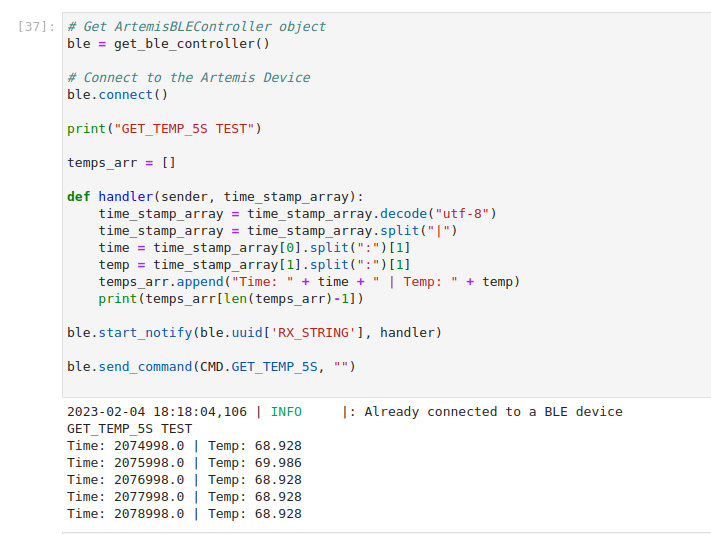 [37]: # Get ArtemisBLEController object
ble = get_ble_controller()
# Connect to the Artemis Device
ble.connect()
print("GET_TEMP_5S TEST")
temps_arr = []
def handler(sender, time_stamp_array):
    time_stamp_array = time_stamp_array.decode("utf-8")
    time_stamp_array = time_stamp_array.split("|")
    time = time_stamp_array[0].split(":")[1]
    temp = time_stamp_array[1].split(":")[1]
    temps_arr.append("Time: " + time + " | Temp: " + temp)
    print(temps_arr[len(temps_arr)-1])
ble.start_notify(ble.uuid['RX_STRING'], handler)
ble.send_command(CMD.GET_TEMP_5S, "")
2023-02-04 18:18:04,106 | INFO     |: Already connected to a BLE device
GET_TEMP_5S TEST
Time: 2074998.0 | Temp: 68.928
Time: 2075998.0 | Temp: 69.986
Time: 2076998.0 | Temp: 68.928
Time: 2077998.0 | Temp: 68.928
Time: 2078998.0 | Temp: 68.928